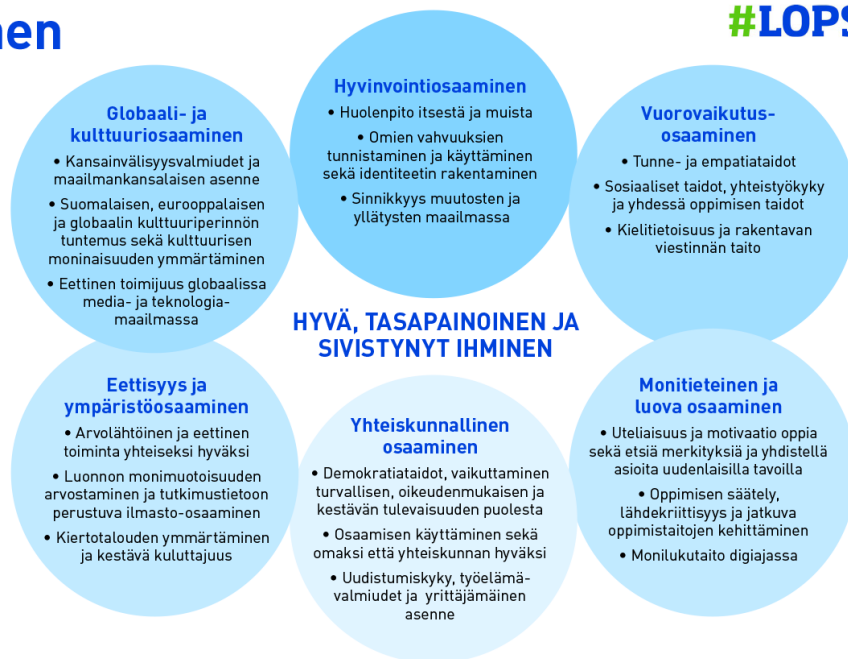 #LOPS
Hyvinvointiosaaminen
• Huolenpito itsestä ja muista
• Omien vahvuuksien
tunnistaminen ja käyttäminen
sekä identiteetin rakentaminen
• Sinnikkyys muutosten ja
yllätysten maailmassa
Globaali- ja
kulttuuriosaaminen
• Kansainvälisyysvalmiudet ja
maailmankansalaisen asenne
• Suomalaisen, eurooppalaisen
ja globaalin kulttuuriperinnön
tuntemus sekä kulttuurisen
moninaisuuden ymmärtäminen
• Eettinen toimijuus globaalissa
media- ja teknologia-
maailmassa
Vuorovaikutus-
osaaminen
• Tunne- ja empatiataidot
• Sosiaaliset taidot, yhteistyökyky
ja yhdessä oppimisen taidot
• Kielitietoisuus ja rakentavan
viestinnän taito
HYVÄ, TASAPAINOINEN JA
SIVISTYNYT IHMINEN
Eettisyys ja
ympäristöosaaminen
• Arvolähtöinen ja eettinen
toiminta yhteiseksi hyväksi
• Luonnon monimuotoisuuden
arvostaminen ja tutkimustietoon
perustuva ilmasto-osaaminen
• Kiertotalouden ymmärtäminen
ja kestävä kuluttajuus
Yhteiskunnallinen
osaaminen
• Demokratiataidot, vaikuttaminen
turvallisen, oikeudenmukaisen ja
kestävän tulevaisuuden puolesta
• Osaamisen käyttäminen sekä
omaksi että yhteiskunnan hyväksi
• Uudistumiskyky, työelämä-
valmiudet ja yrittäjämäinen
asenne
Monitieteinen ja
luova osaaminen
• Uteliaisuus ja motivaatio oppia
sekä etsiä merkityksiä ja yhdistellä
asioita uudenlaisilla tavoilla
• Oppimisen säätely,
lähdekriittisyys ja jatkuva
oppimistaitojen kehittäminen
• Monilukutaito digiajassa